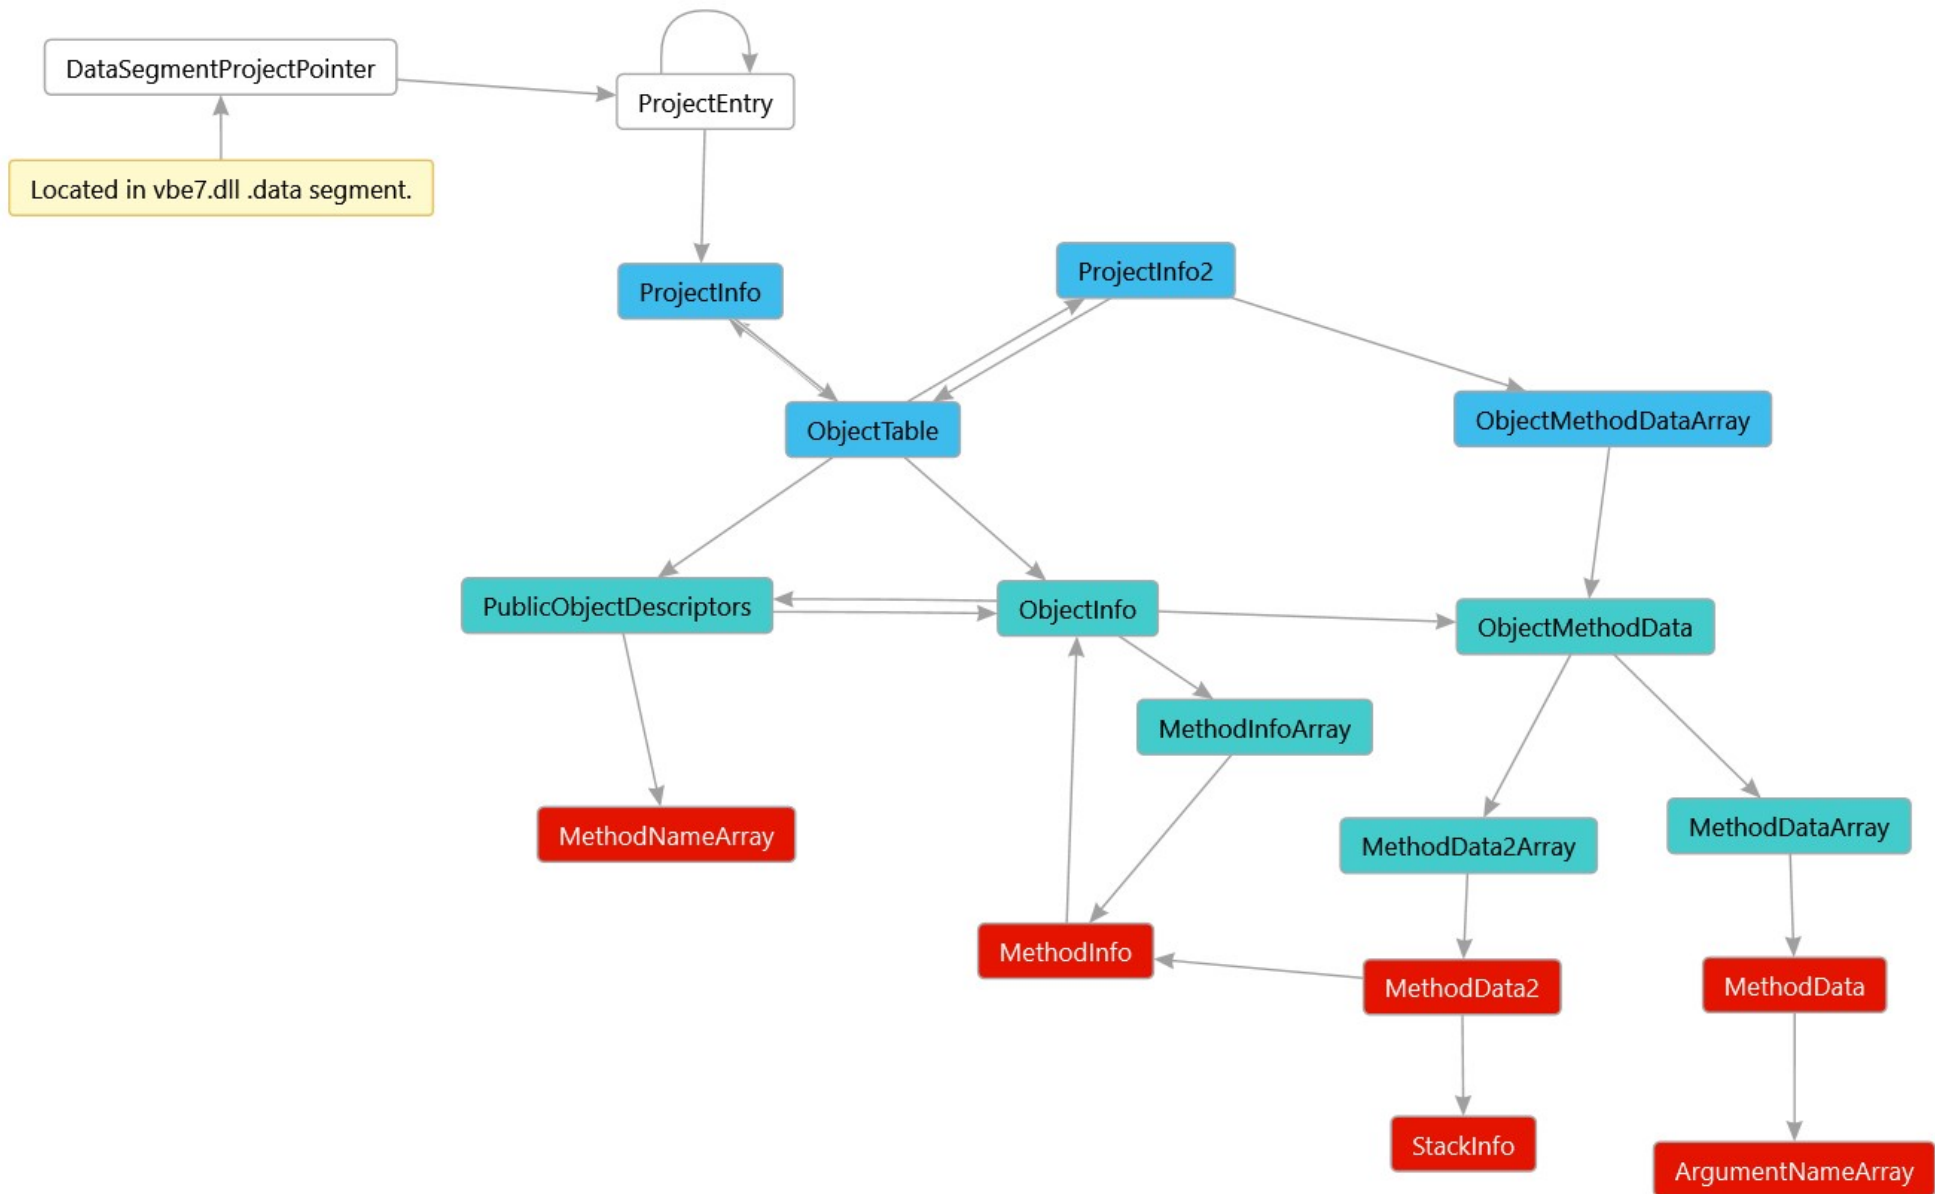 DataSegmentProjectPointer
ProjectEntry
Located in vbe7.dll .data segment.
ProjectInfo
ProjectInfo2
ObjectTable
ObjectMethodDataArray
PublicObjectDescriptors
ObjectInfo
ObjectMethodData
MethodInfoArray
MethodNameArray
MethodData2Array
MethodDataArray
MethodInfo
MethodData2
MethodData
StackInfo
ArgumentNameArray